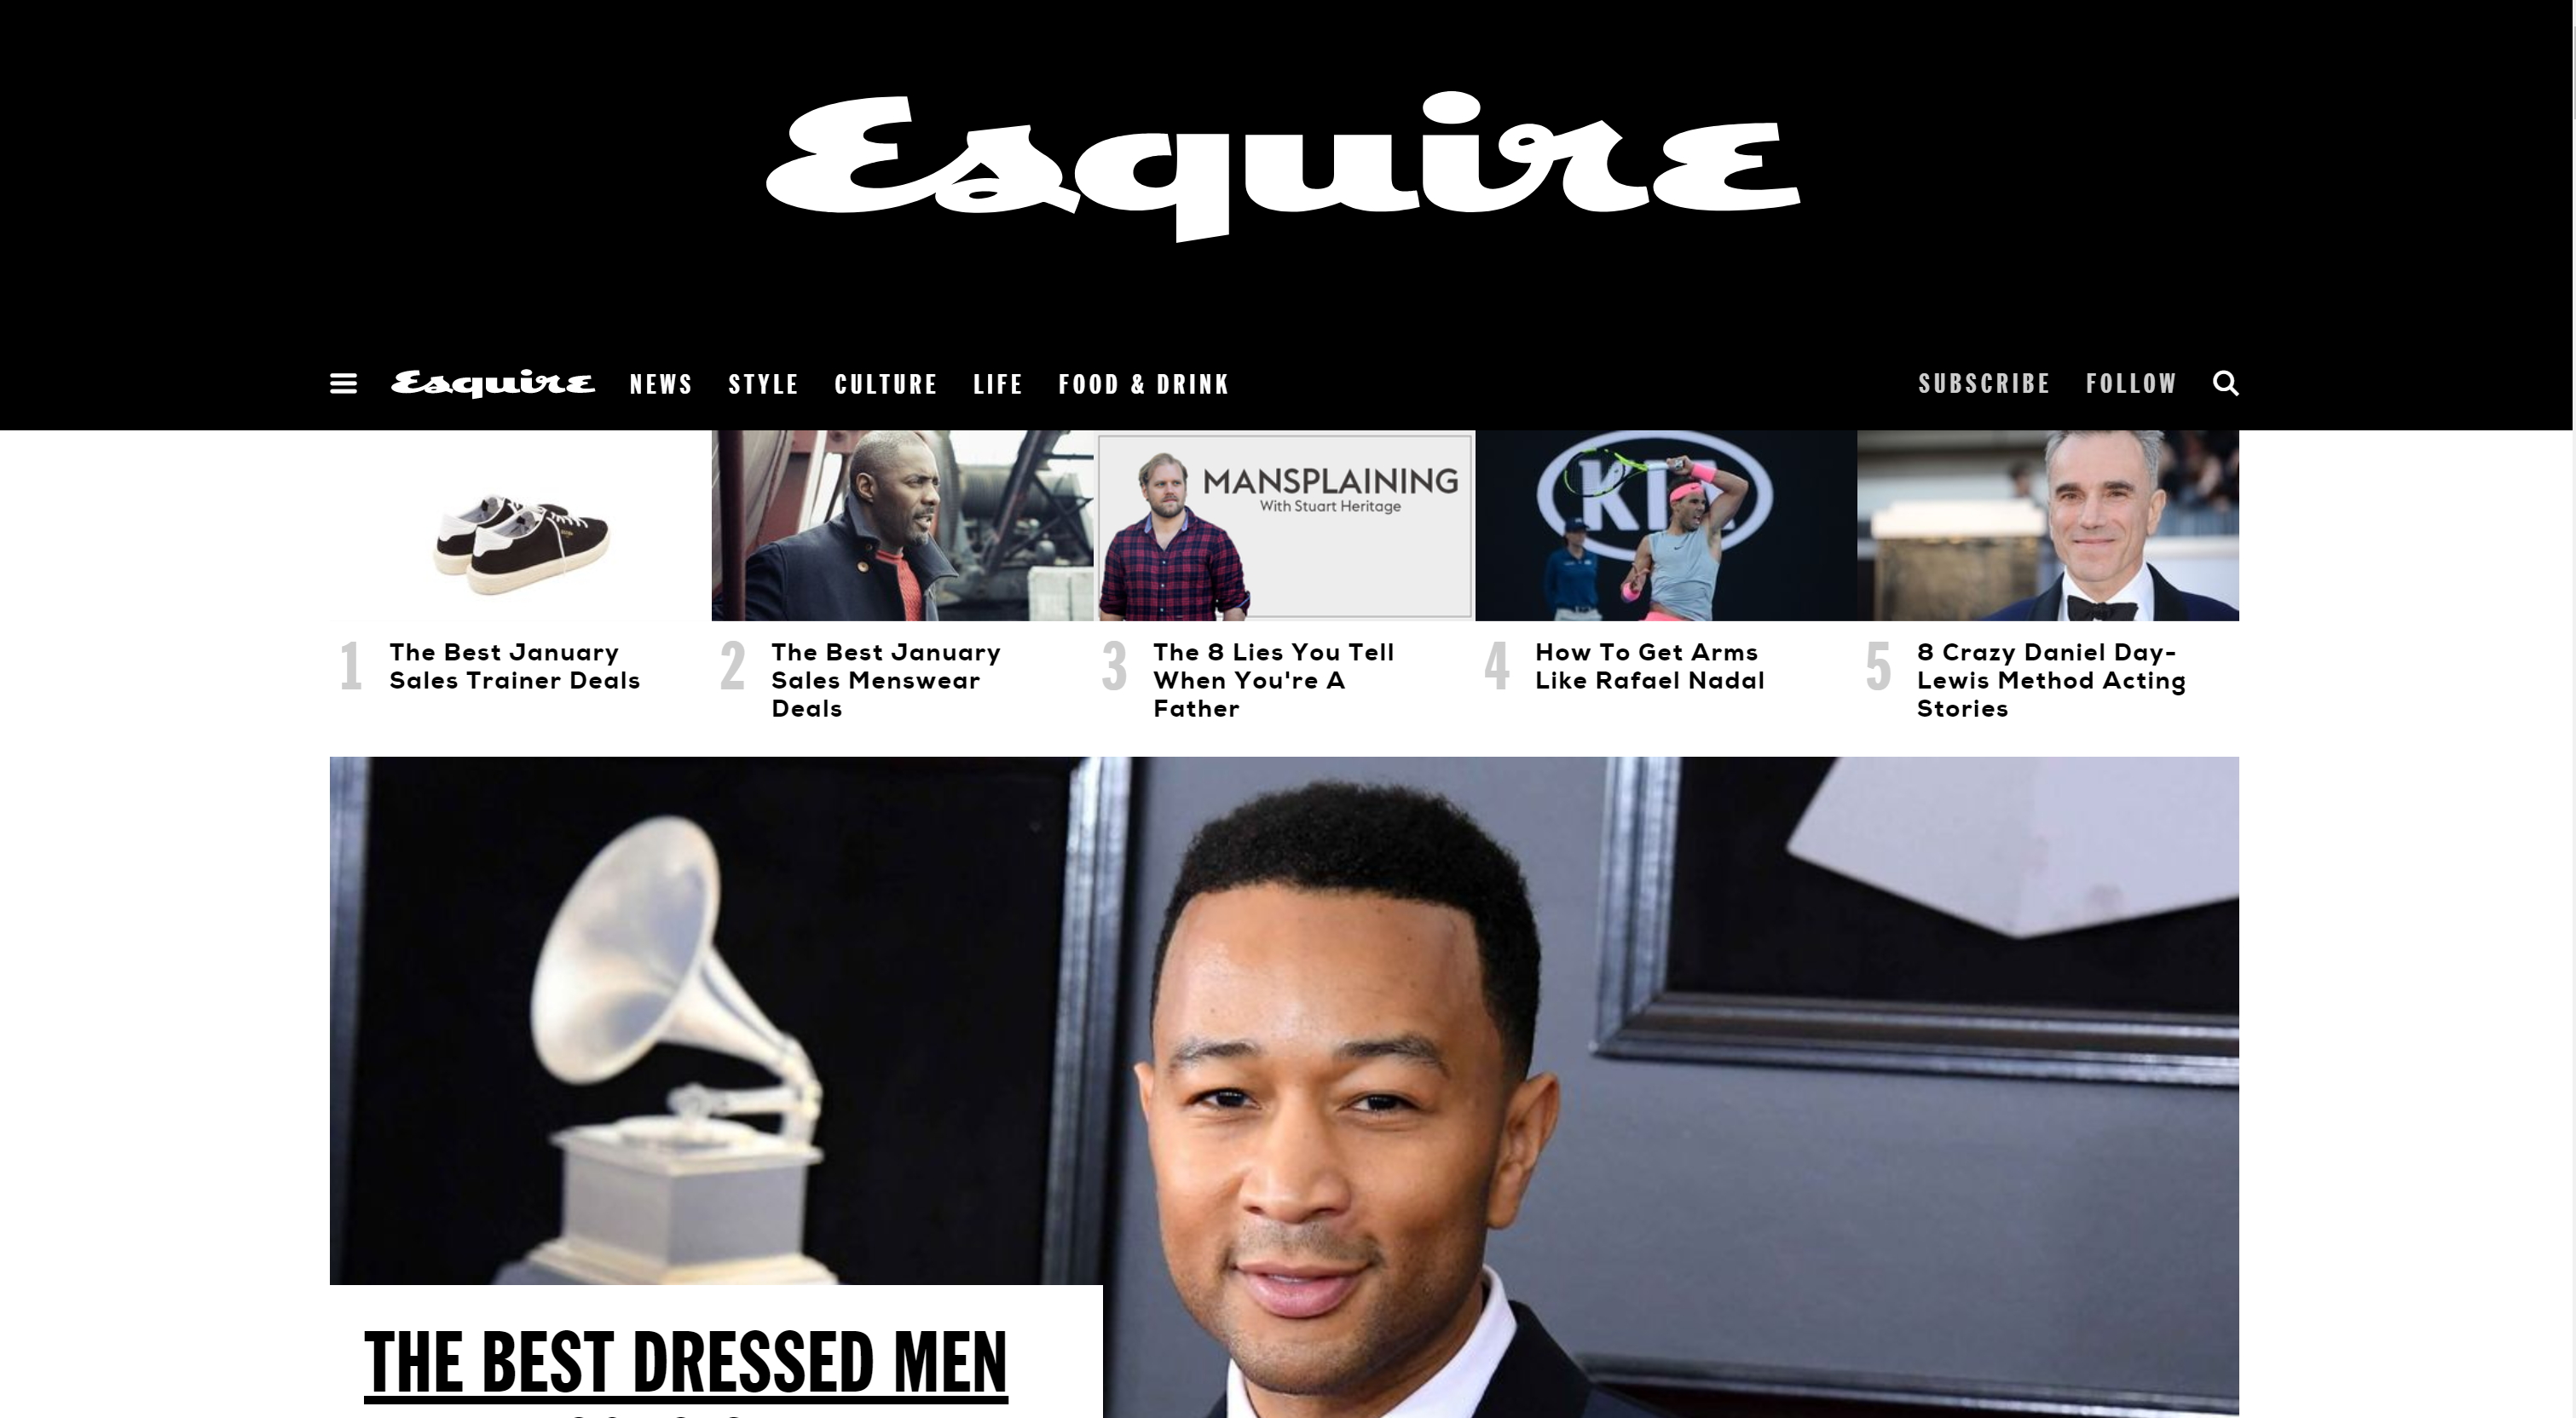 Esquire
Esquire NEWS STYLE CULTURE LIFE FOOD & DRINK SUBSCRIBE FOLLOW
MANSPLAINING
With Stuart Heritage
KIA
1 The Best January
Sales Trainer Deals
2 The Best January
Sales Menswear
Deals
3 The 8 Lies You Tell
When You're A
Father
4 How To Get Arms
Like Rafael Nadal
5 8 Crazy Daniel Day-
Lewis Method Acting
Stories
THE BEST DRESSED MEN